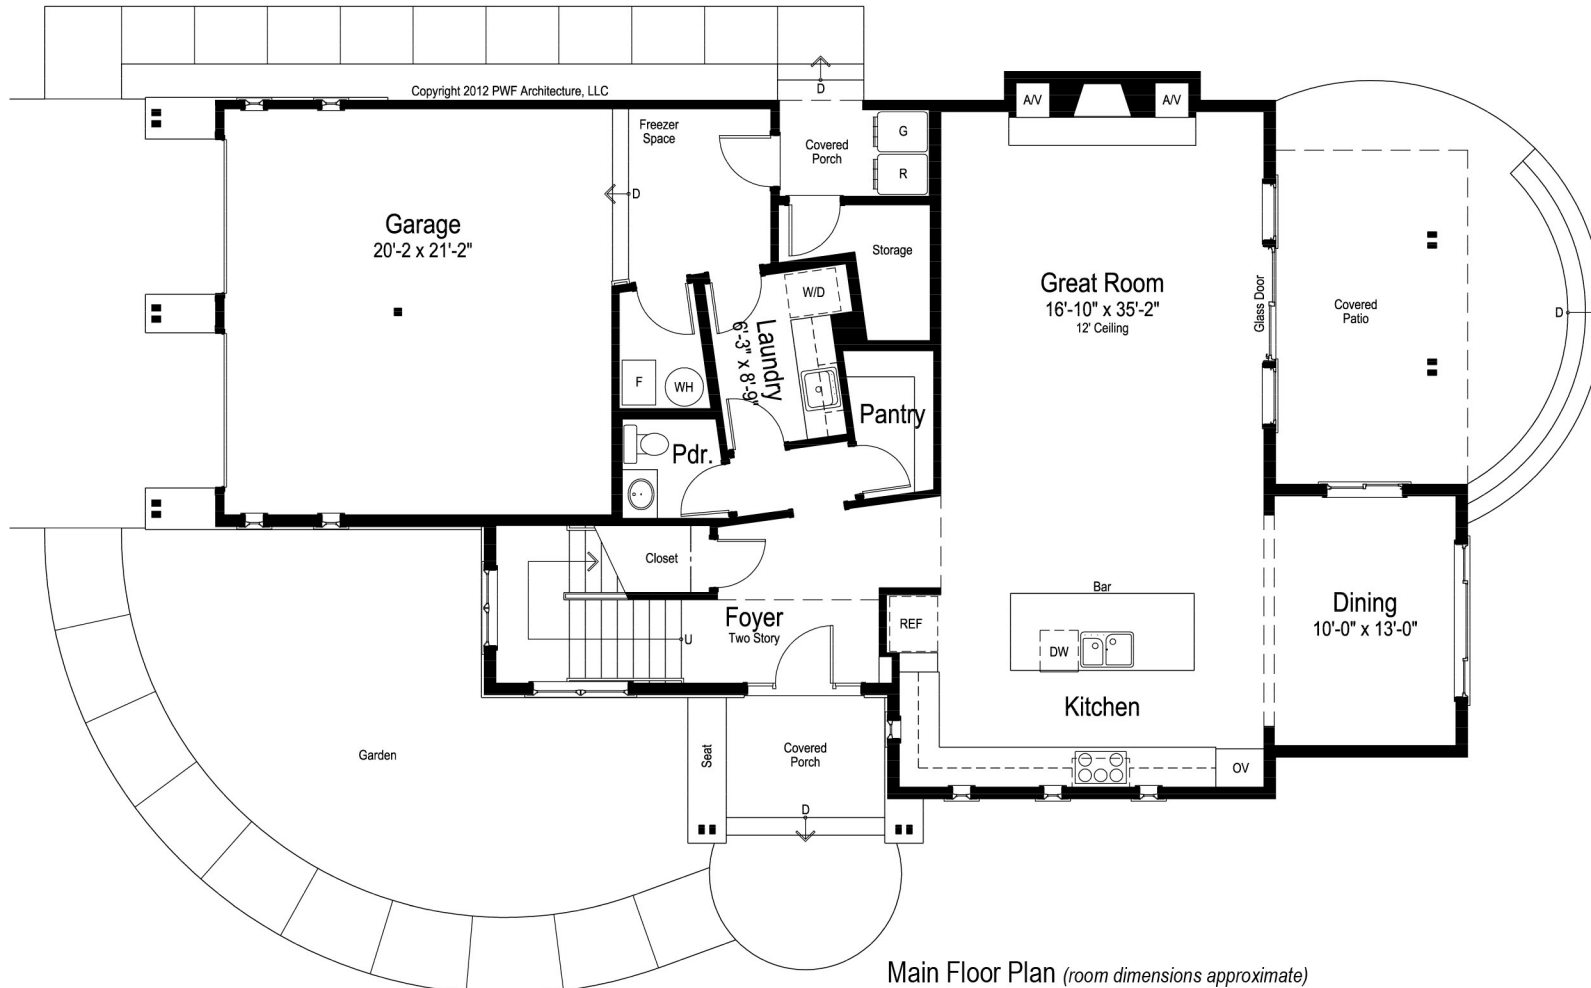 Copyright 2012 PWF Architecture, LLC
D
Freezer
Space
Covered
Porch
G
R
A/V
A/V
D
Garage
20'-2 x 21'-2"
Storage
W/D
Great Room
16'-10" x 35'-2"
12' Ceiling
Glass Door
Covered
Patio
D
Laundry
6'-3" x 8'-9"
F
WH
Pantry
Pdr.
Closet
Bar
Foyer
Two Story
U
REF
DW
Dining
10'-0" x 13'-0"
Kitchen
Garden
Seat
Covered
Porch
OV
D
Main Floor Plan (room dimensions approximate)